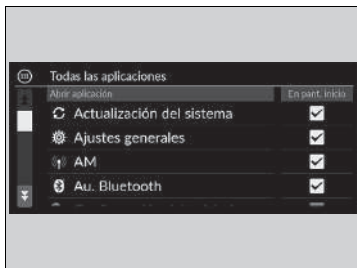 Todas las aplicaciones
Abrir aplicación En pant. inicio
Actualización del sistema
Ajustes generales
AM
Au. Bluetooth